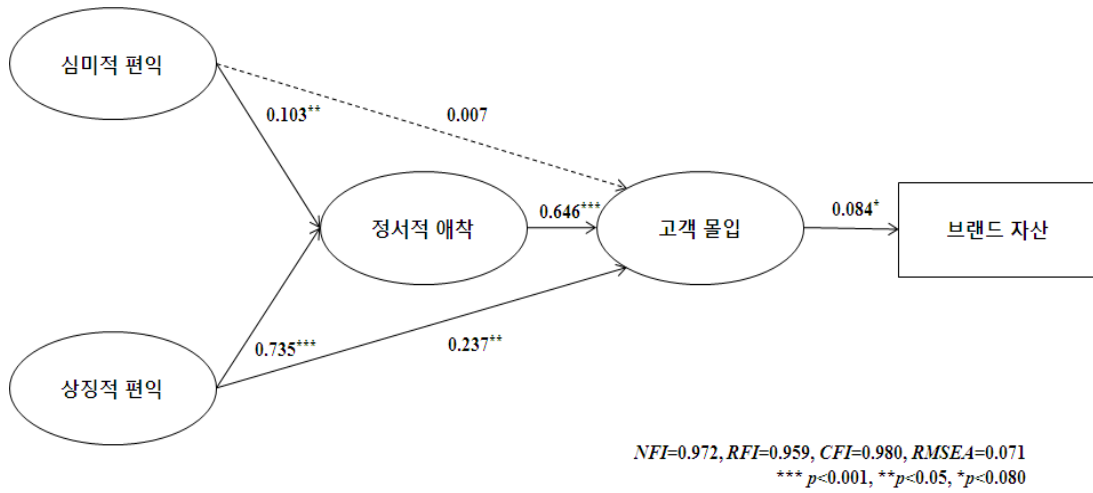 심미적 편익
0.103**
0.007
정서적 애착
0.646***
고객 몰입
0.084*
브랜드 자산
0.735***
0.237**
상징적 편익
NFI=0.972, RFI=0.959, CFI=0.980, RMSEA=0.071
*** p<0.001, **p<0.05, *p<0.080